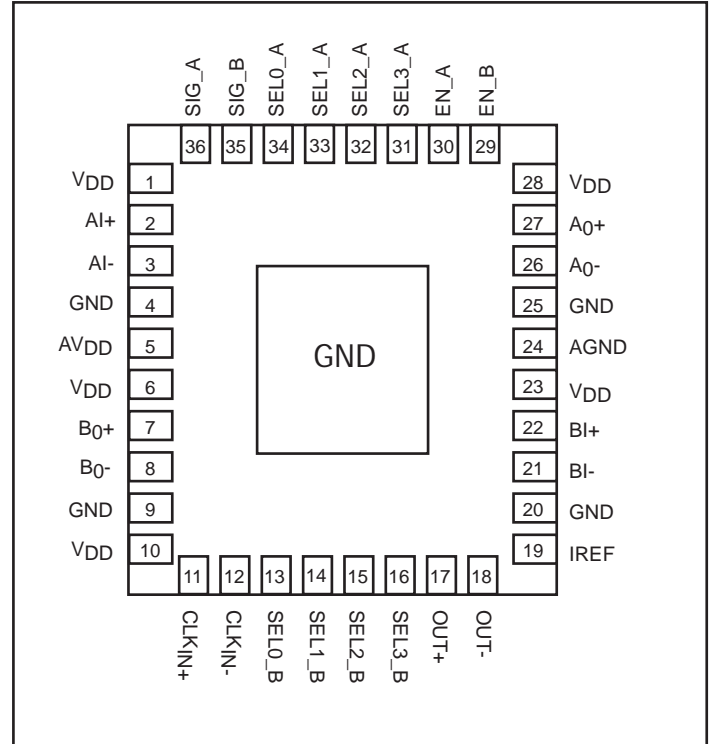 SIG_A
SIG_B
SEL0_A
SEL1_A
SEL2_A
SEL3_A
EN_A
EN_B
36 35 34 33 32 31 30 29
VDD 1 28 VDD
AI+ 2 27 A0+
AI- 3 26 A0-
GND 4 25 GND
AVDD 5 24 AGND
GND
VDD 6 23 VDD
B0+ 7 22 BI+
B0- 8 21 BI-
GND 9 20 GND
VDD 10 19 IREF
11 12 13 14 15 16 17 18
CLKIN+
CLKIN-
SEL0_B
SEL1_B
SEL2_B
SEL3_B
OUT+
OUT-